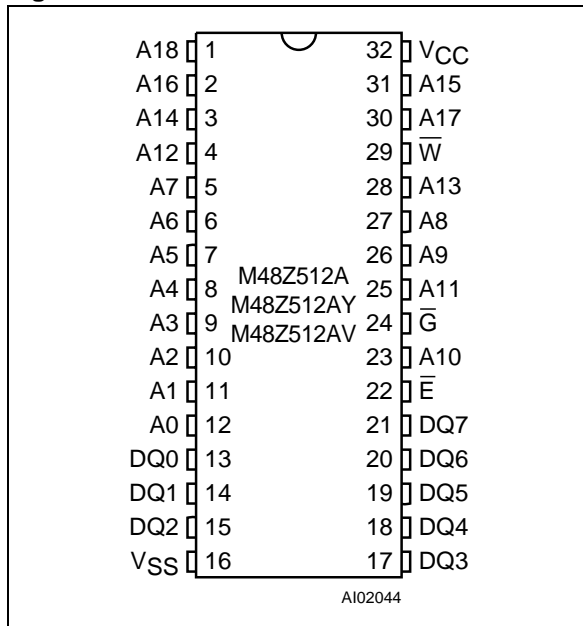 A18 1 32 VCC
A16 2 31 A15
A14 3 30 A17
A12 4 29 W̅
A7 5 28 A13
A6 6 27 A8
A5 7 26 A9
M48Z512A
A4 8 25 A11
M48Z512AY
A3 9 24 G̅
M48Z512AV
A2 10 23 A10
A1 11 22 E̅
A0 12 21 DQ7
DQ0 13 20 DQ6
DQ1 14 19 DQ5
DQ2 15 18 DQ4
VSS 16 17 DQ3
AI02044